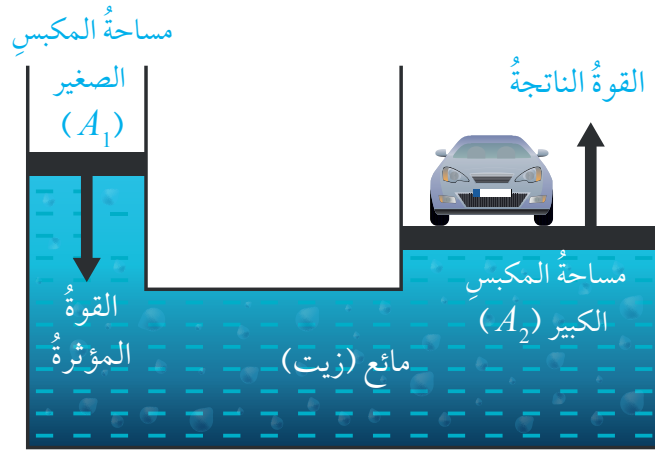 مساحةُ المكبسِ
الصغير
(A₁)
القوةُ الناتجةُ
القوةُ
المؤثرةُ
مائع (زيت)
مساحةُ المكبسِ
الكبير (A₂)